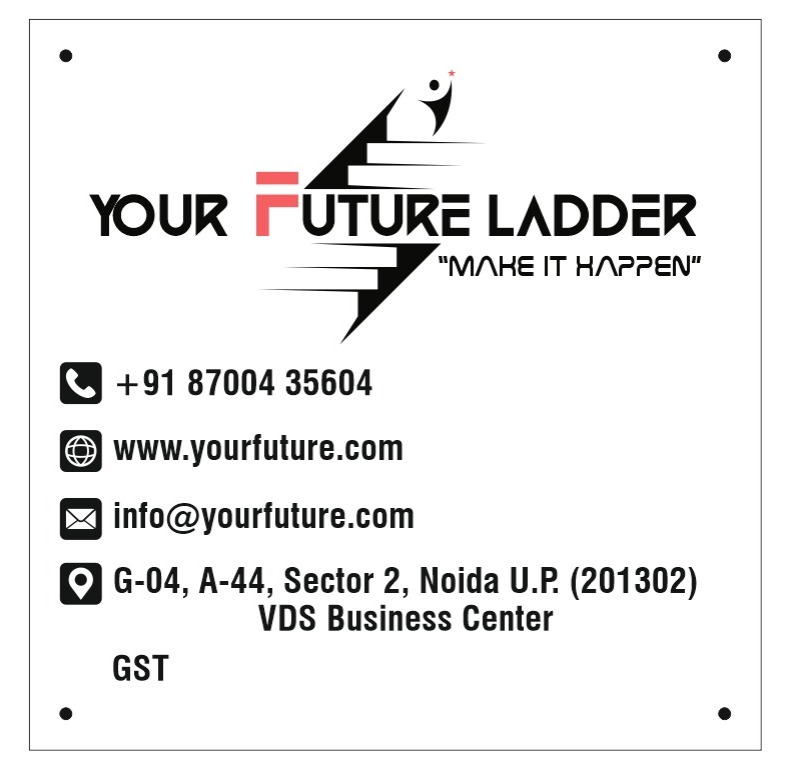 YOUR FUTURE LADDER
“MAKE IT HAPPEN”
+91 87004 35604
www.yourfuture.com
info@yourfuture.com
G-04, A-44, Sector 2, Noida U.P. (201302)
VDS Business Center
GST